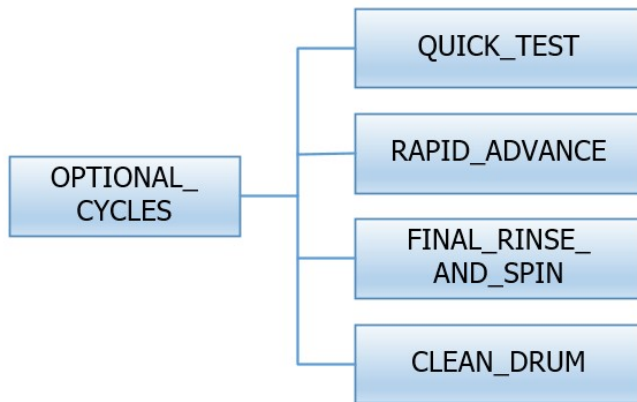 OPTIONAL_
CYCLES
QUICK_TEST
RAPID_ADVANCE
FINAL_RINSE_
AND_SPIN
CLEAN_DRUM